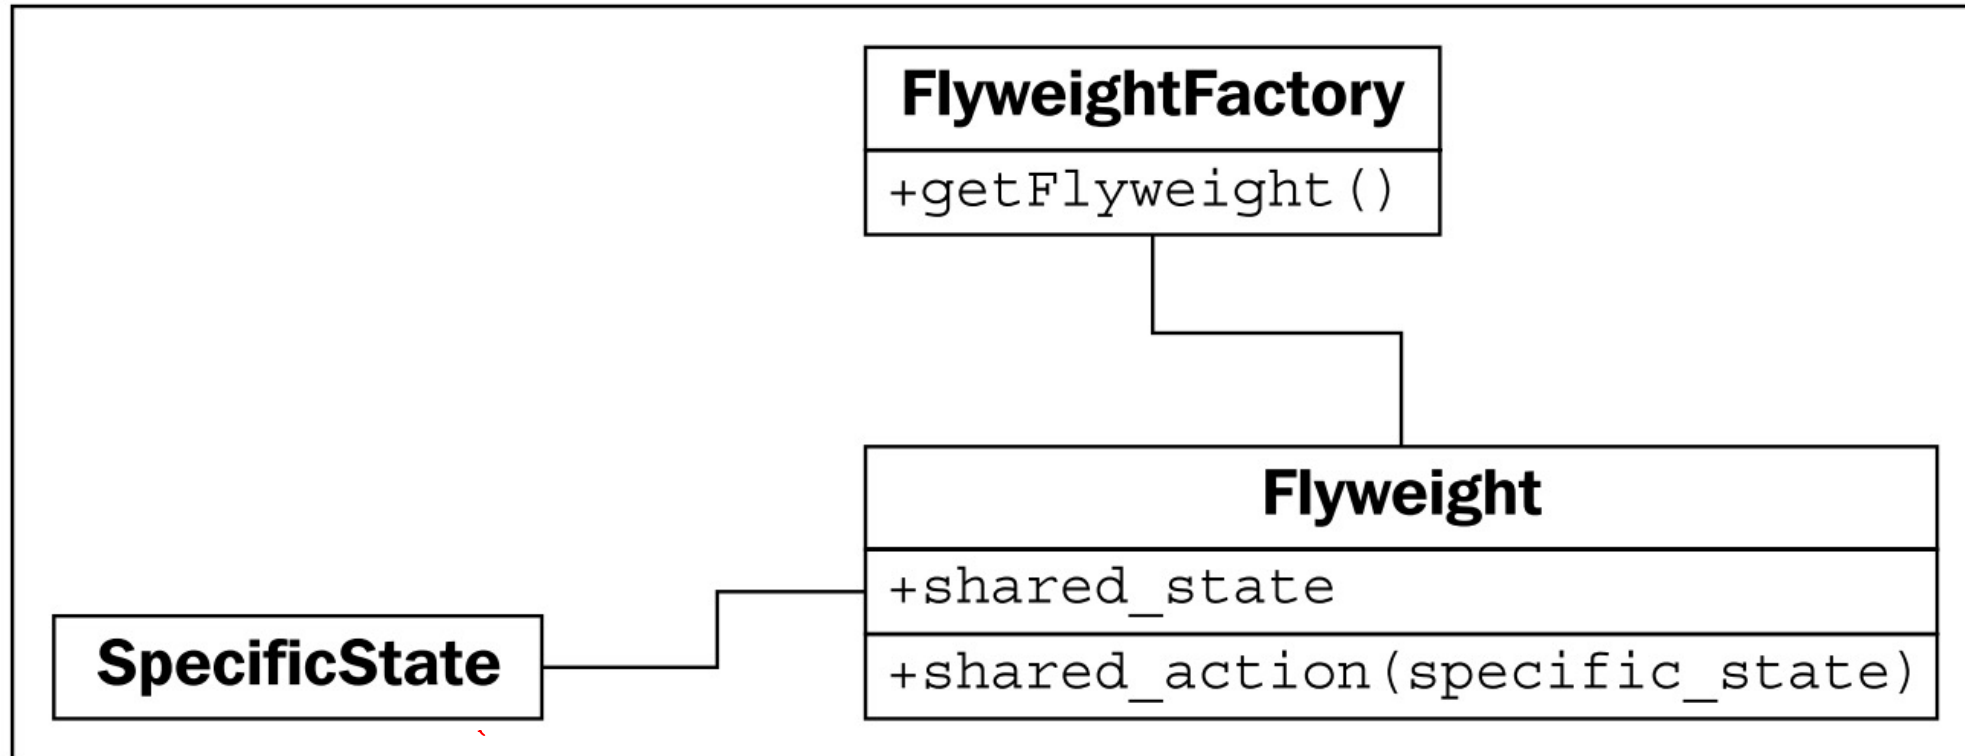 FlyweightFactory
+getFlyweight()
Flyweight
+shared_state
+shared_action(specific_state)
SpecificState